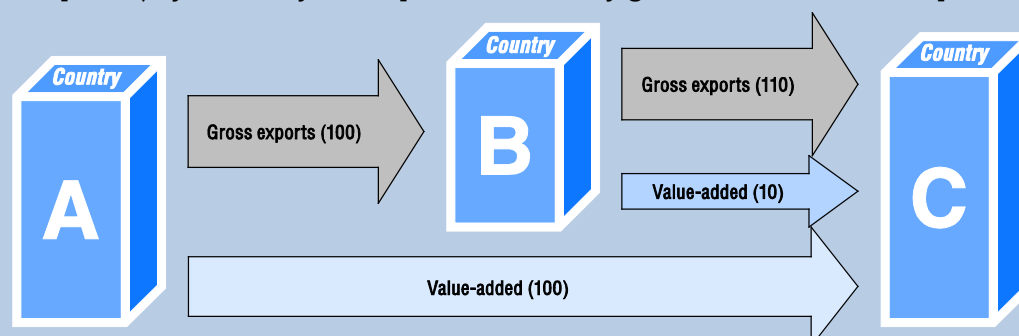 Country
A
Gross exports (100)
Country
B
Gross exports (110)
Value-added (10)
Value-added (100)
Country
C